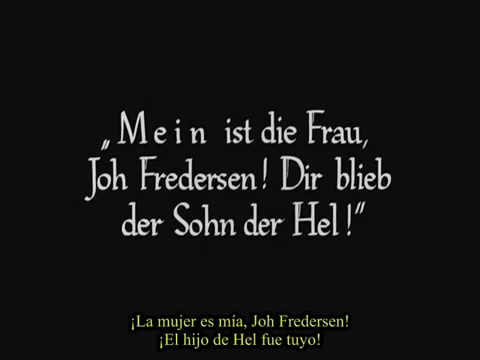 „Mein ist die Frau,
Joh Fredersen! Dir blieb
der Sohn der Hel!“
¡La mujer es mía, Joh Fredersen!
¡El hijo de Hel fue tuyo!